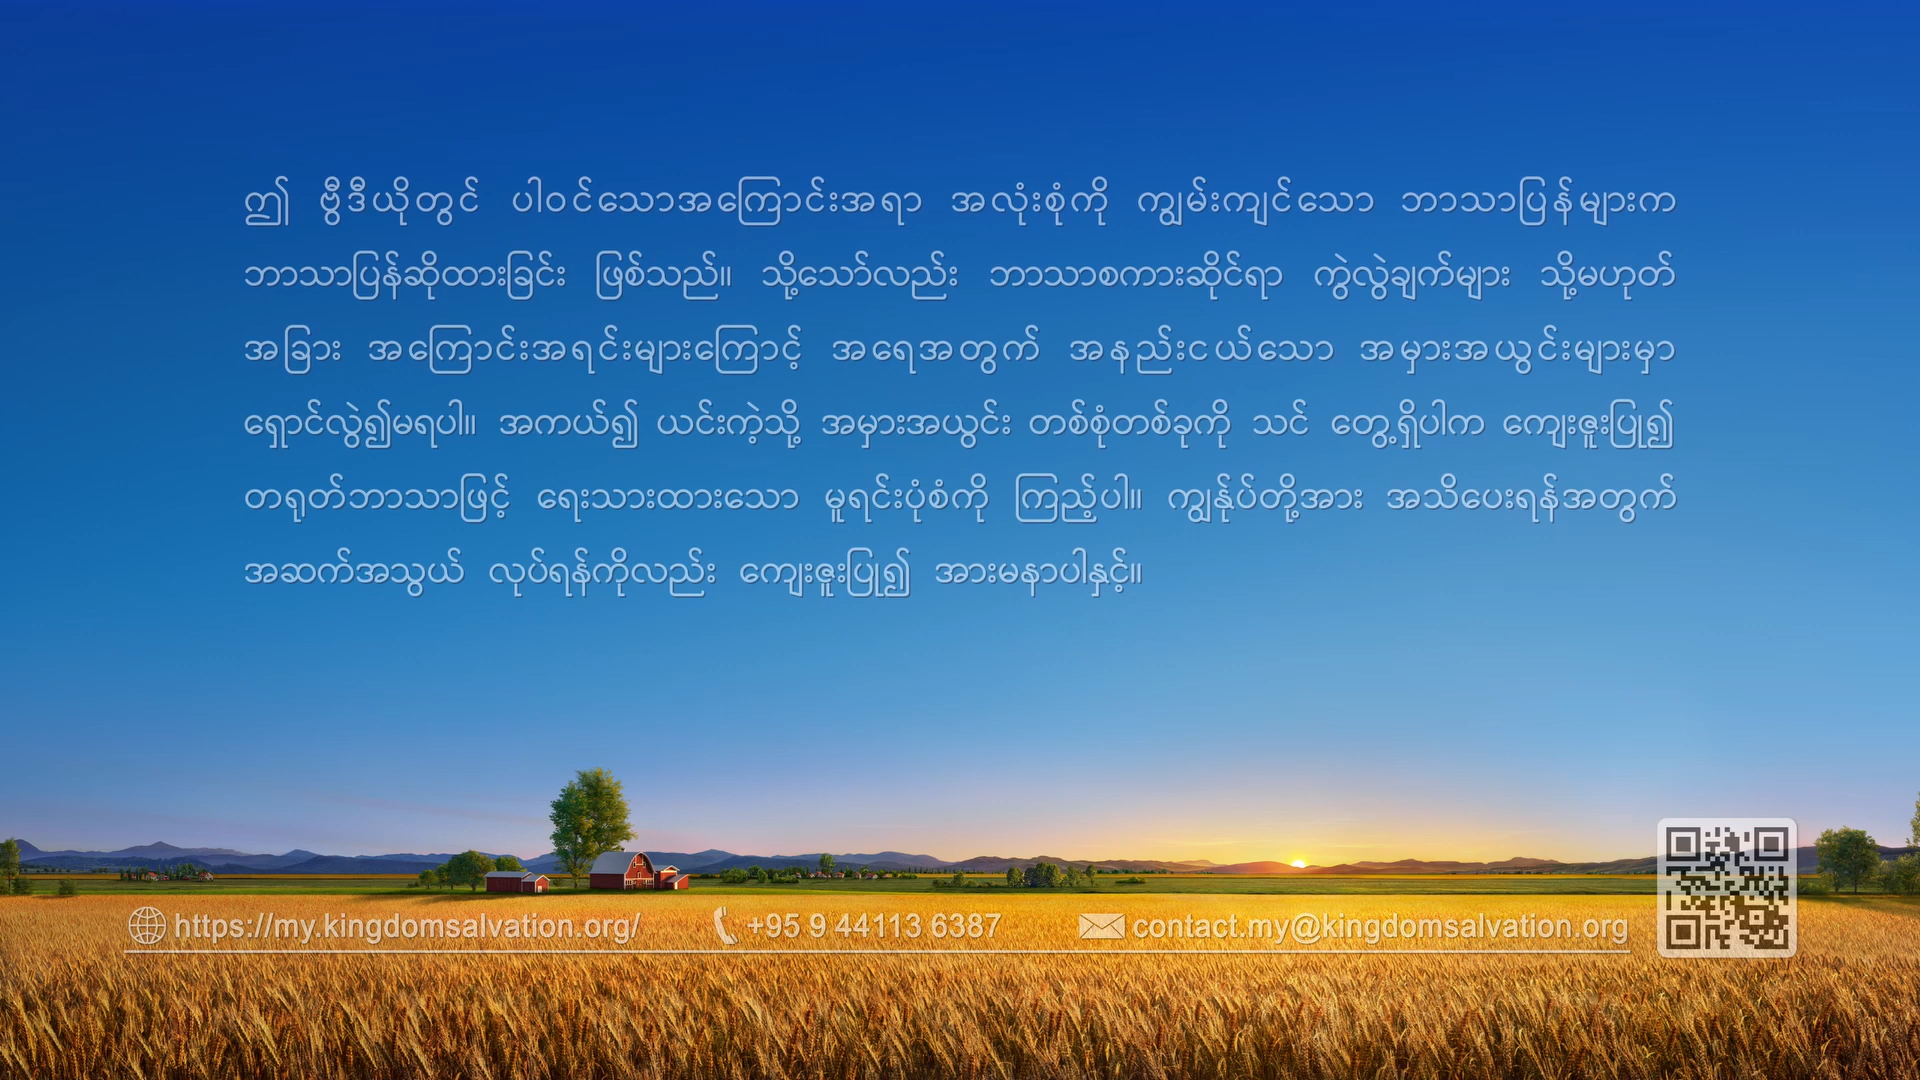 ဤ ဗွီဒီယိုတွင် ပါဝင်သောအကြောင်းအရာ အလုံးစုံကို ကျွမ်းကျင်သော ဘာသာပြန်များက
ဘာသာပြန်ဆိုထားခြင်း ဖြစ်သည်။ သို့သော်လည်း ဘာသာစကားဆိုင်ရာ ကွဲလွဲချက်များ သို့မဟုတ်
အခြား အကြောင်းအရင်းများကြောင့် အရေအတွက် အနည်းငယ်သော အမှားအယွင်းများမှာ
ရှောင်လွှဲ၍မရပါ။ အကယ်၍ ယင်းကဲ့သို့ အမှားအယွင်း တစ်စုံတစ်ခုကို သင် တွေ့ရှိပါက ကျေးဇူးပြု၍
တရုတ်ဘာသာဖြင့် ရေးသားထားသော မူရင်းပုံစံကို ကြည့်ပါ။ ကျွန်ုပ်တို့အား အသိပေးရန်အတွက်
အဆက်အသွယ် လုပ်ရန်ကိုလည်း ကျေးဇူးပြု၍ အားမနာပါနှင့်။
https://my.kingdomsalvation.org/ +95 9 44113 6387 contact.my@kingdomsalvation.org